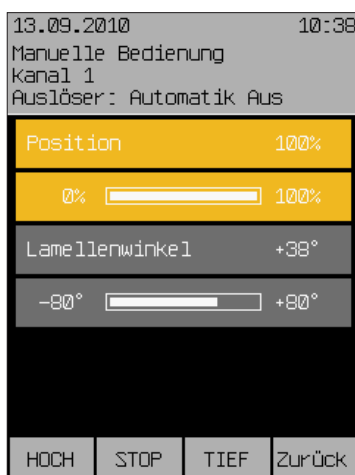 13.09.2010 10:38
Manuelle Bedienung
Kanal 1
Auslöser: Automatik Aus
Position 100%
0% 100%
Lamellenwinkel +38°
-80° +80°
HOCH STOP TIEF Zurück